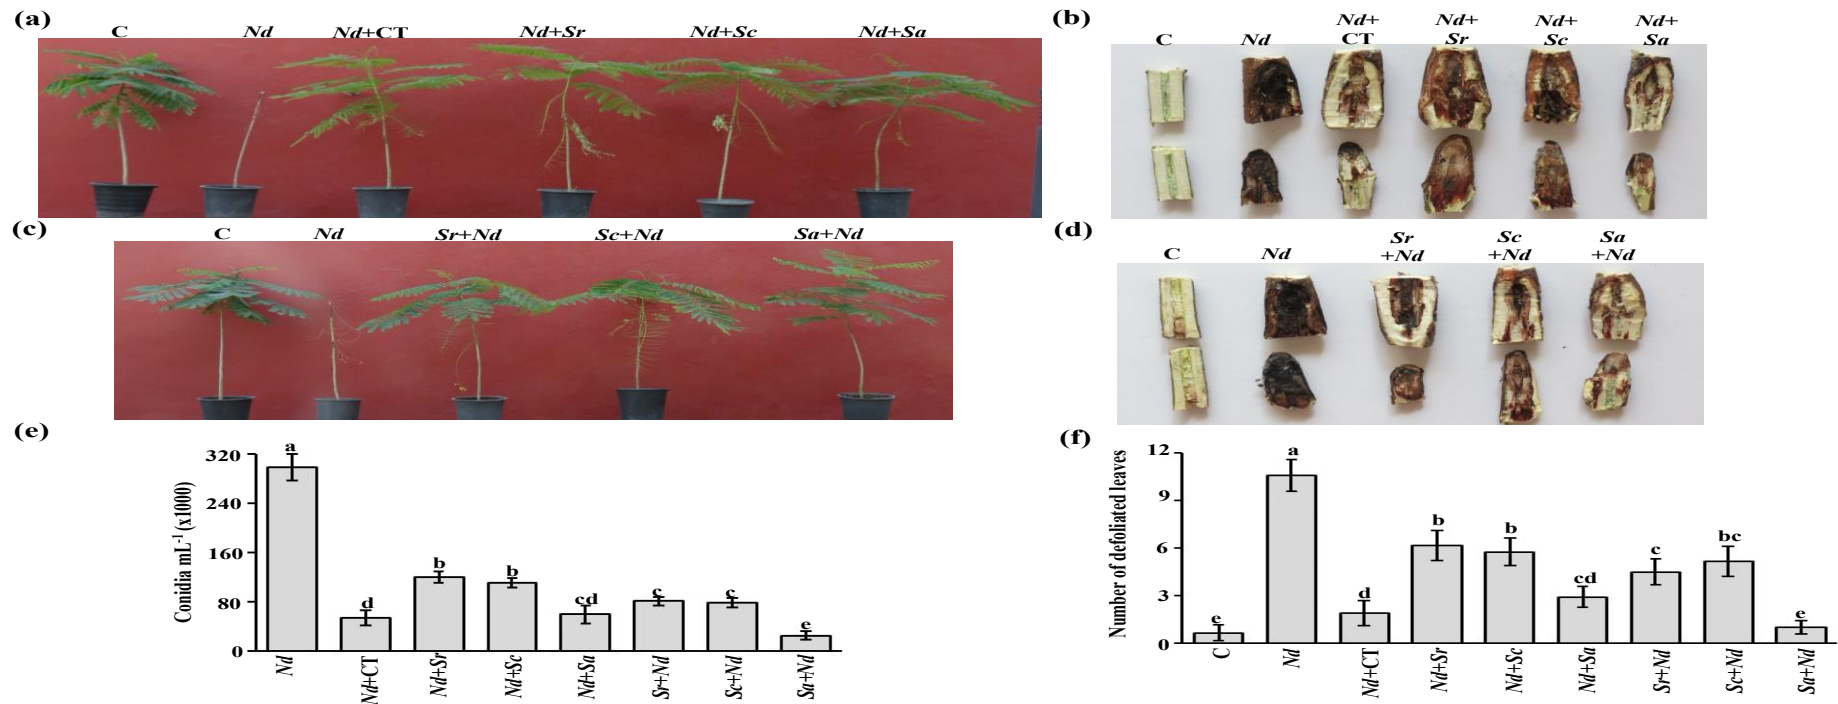 (a)
C Nd Nd+CT Nd+Sr Nd+Sc Nd+Sa
(b)
C Nd Nd+ Nd+ Nd+ Nd+
CT Sr Sc Sa
(c)
C Nd Sr+Nd Sc+Nd Sa+Nd
(d)
C Nd Sr Sc Sa
+Nd +Nd +Nd
(e)
Conidia mL⁻¹ (x1000)
320
240
160
80
0
a d b b cd c c e
Nd Nd+CT Nd+Sr Nd+Sc Nd+Sa Sr+Nd Sc+Nd Sa+Nd
(f)
Number of defoliated leaves
12
9
6
3
0
e a d b b cd c bc e
C Nd Nd+CT Nd+Sr Nd+Sc Nd+Sa Sr+Nd Sc+Nd Sa+Nd